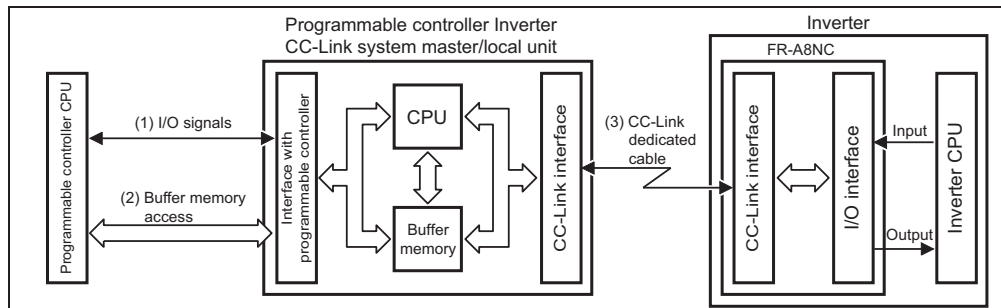 Programmable controller Inverter
CC-Link system master/local unit
Inverter
FR-A8NC
Programmable controller CPU
(1) I/O signals
(2) Buffer memory
access
Interface with
programmable controller
CPU
Buffer
memory
CC-Link interface
(3) CC-Link
dedicated
cable
CC-Link interface
I/O interface
Input
Output
Inverter CPU